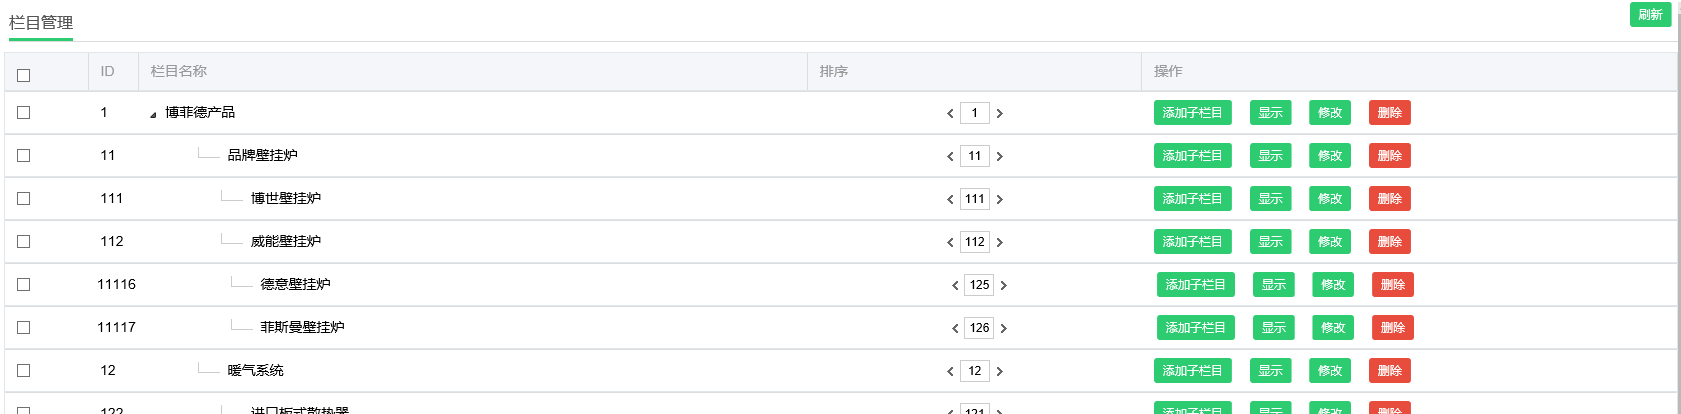 栏目管理 刷新
ID 栏目名称 排序 操作
1 博菲德产品 1 添加子栏目 显示 修改 删除
11 品牌壁挂炉 11 添加子栏目 显示 修改 删除
111 博世壁挂炉 111 添加子栏目 显示 修改 删除
112 威能壁挂炉 112 添加子栏目 显示 修改 删除
11116 德意壁挂炉 125 添加子栏目 显示 修改 删除
11117 菲斯曼壁挂炉 126 添加子栏目 显示 修改 删除
12 暖气系统 12 添加子栏目 显示 修改 删除
122 进口板式散热器 121 添加子栏目 显示 修改 删除